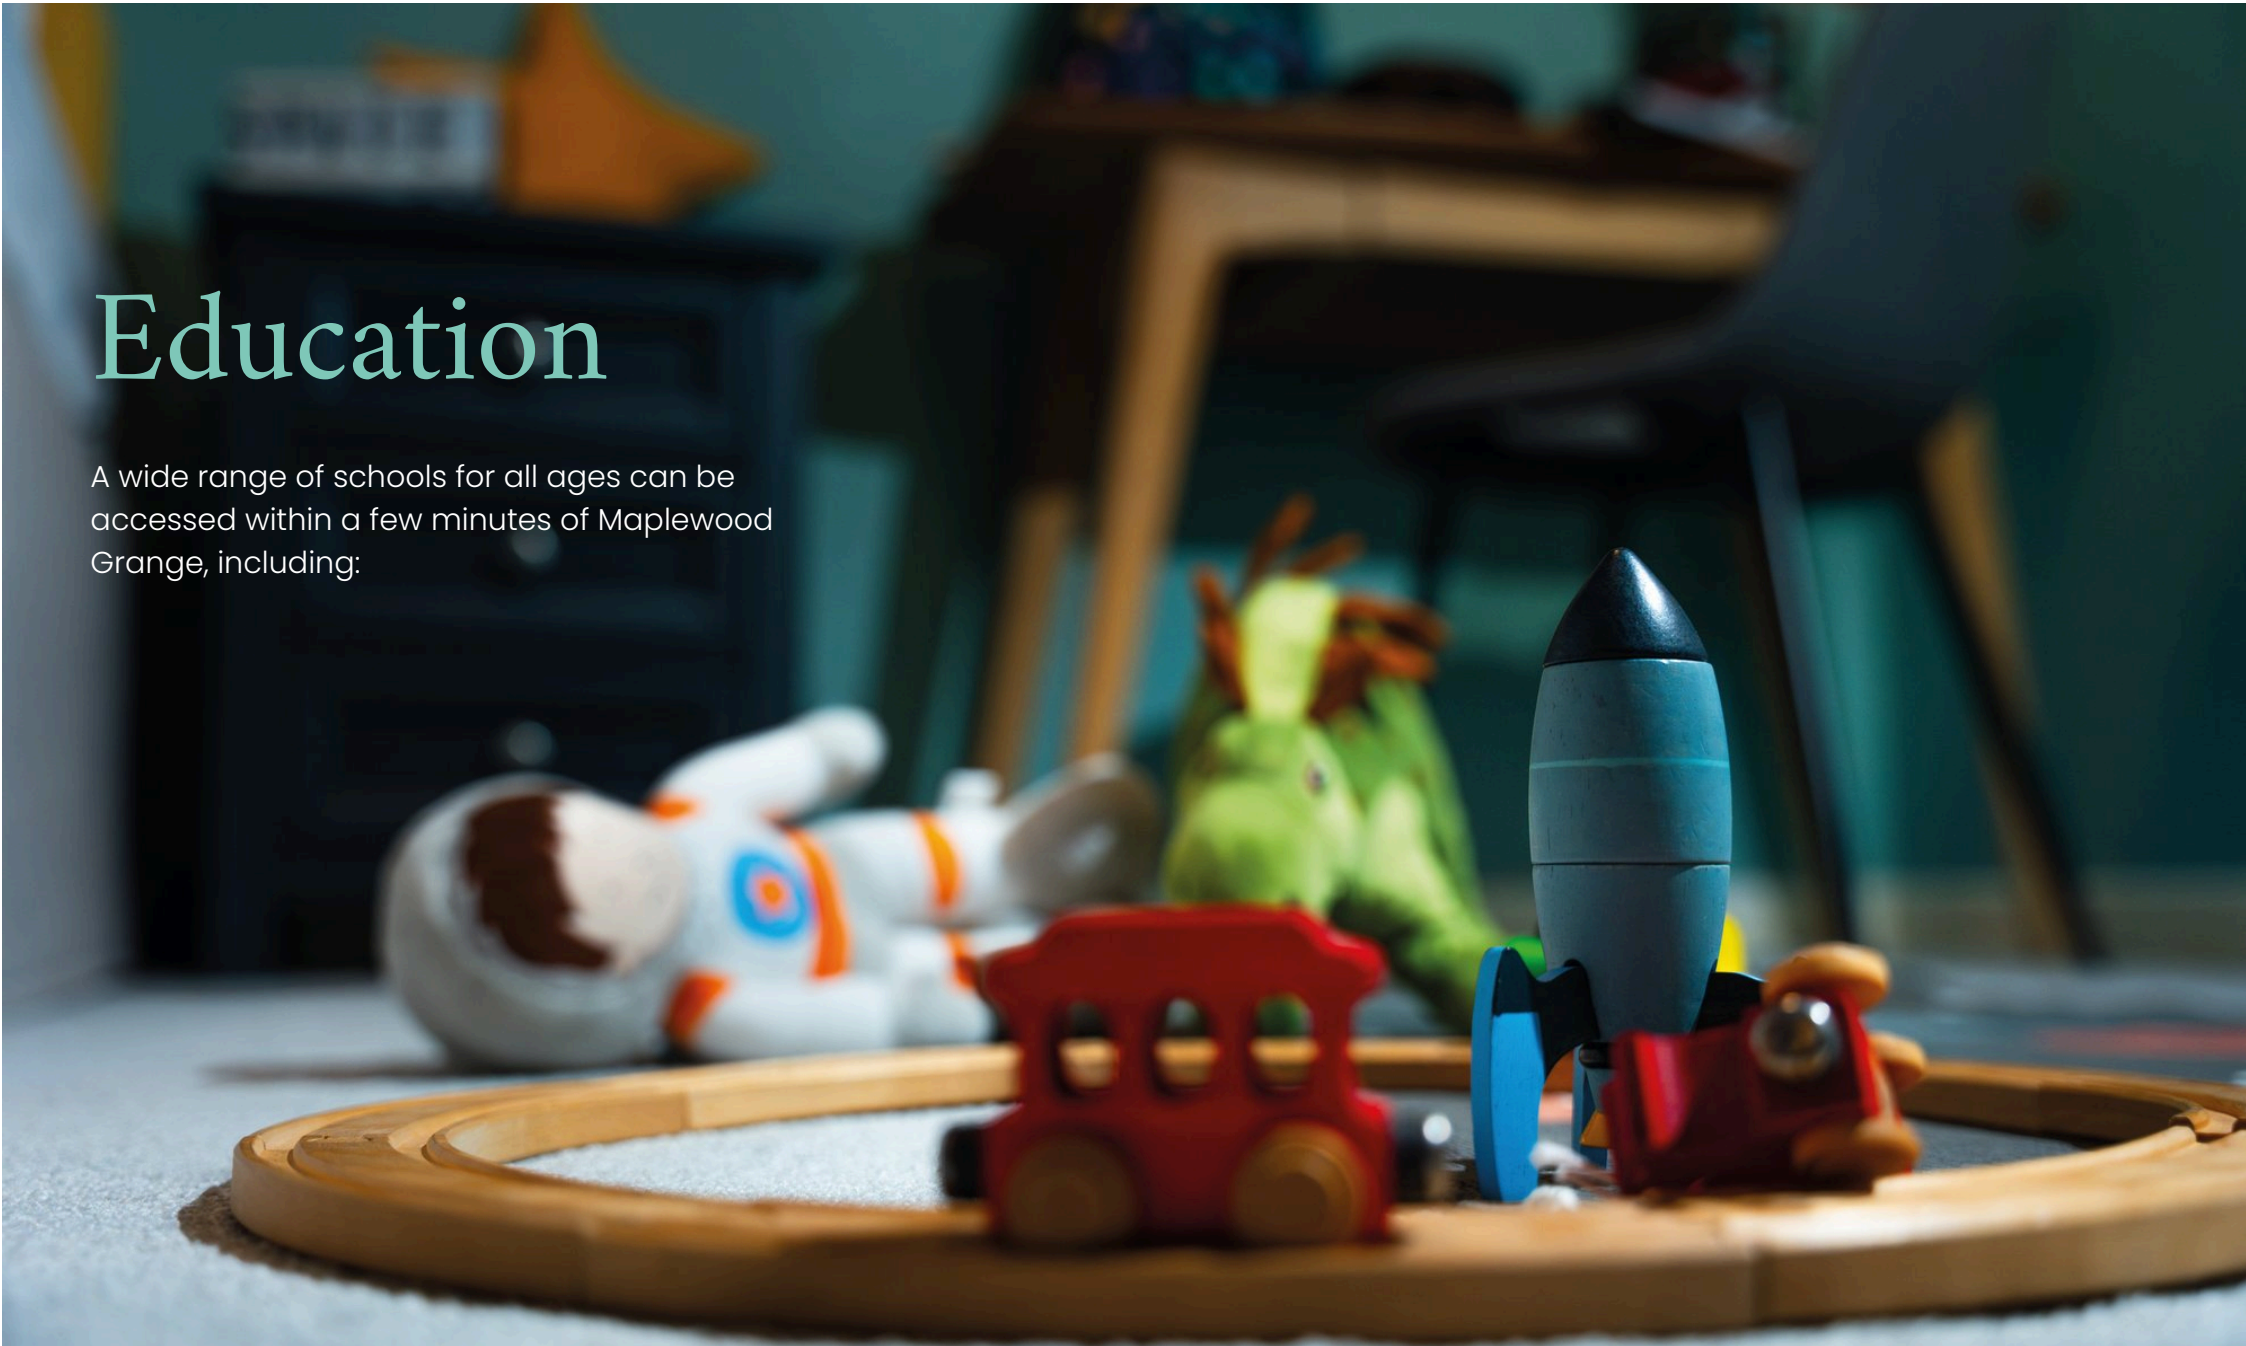 Education
A wide range of schools for all ages can be
accessed within a few minutes of Maplewood
Grange, including: